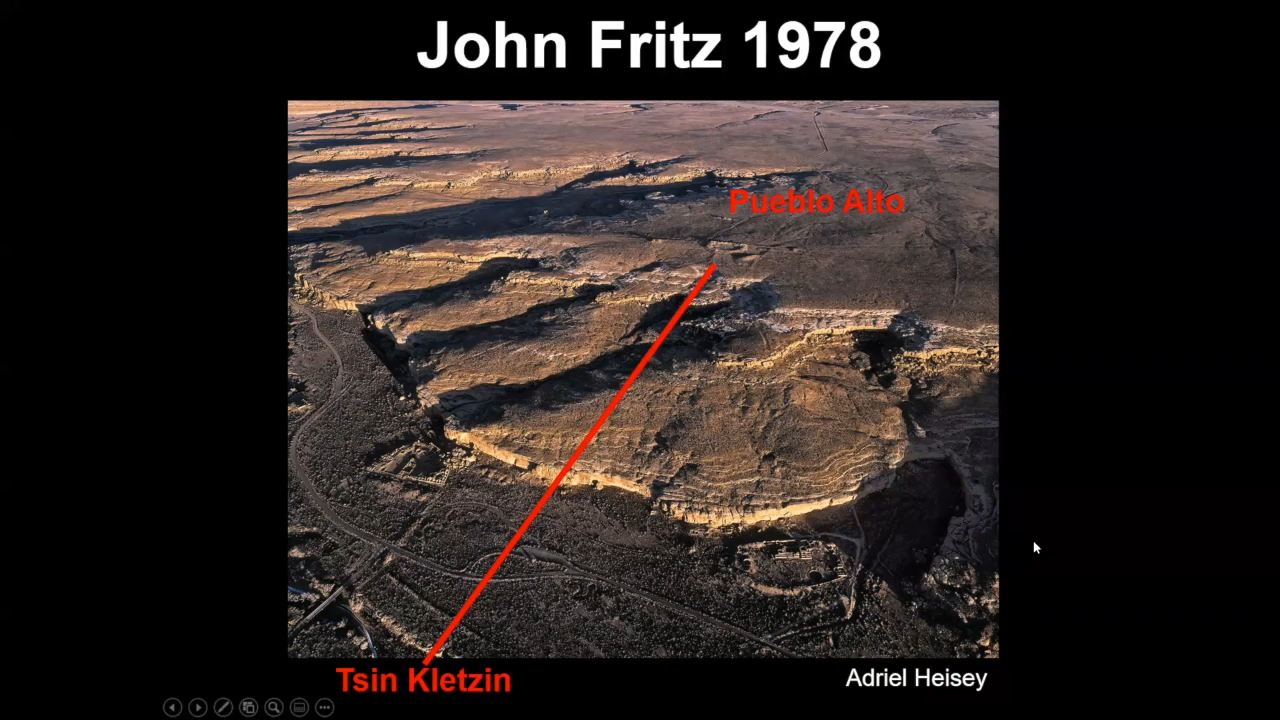 John Fritz 1978
Pueblo Alto
Tsin Kletzin
Adriel Heisey